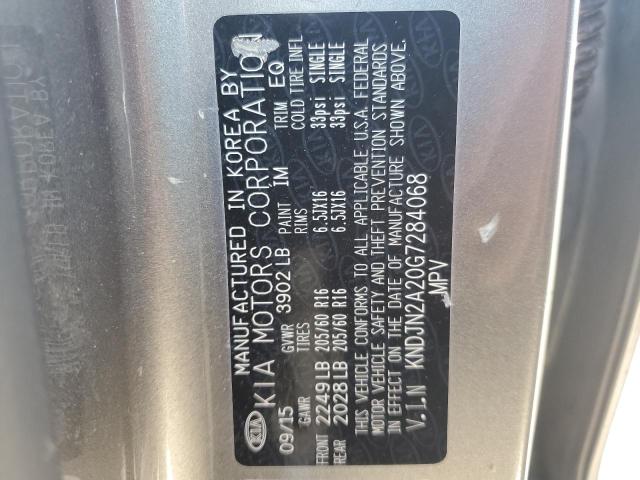 KIA
MANUFACTURED IN KOREA BY
KIA MOTORS CORPORATION
09/15 GVWR 3902 LB PAINT IM TRIM EQ
GAWR TIRES RIMS COLD TIRE INFL
FRONT 2249 LB 205/60 R16 6.5JX16 33psi SINGLE
REAR 2028 LB 205/60 R16 6.5JX16 33psi SINGLE
THIS VEHICLE CONFORMS TO ALL APPLICABLE U.S.A. FEDERAL
MOTOR VEHICLE SAFETY AND THEFT PREVENTION STANDARDS
IN EFFECT ON THE DATE OF MANUFACTURE SHOWN ABOVE.
V.I.N KNDJN2A20G7284068
MPV